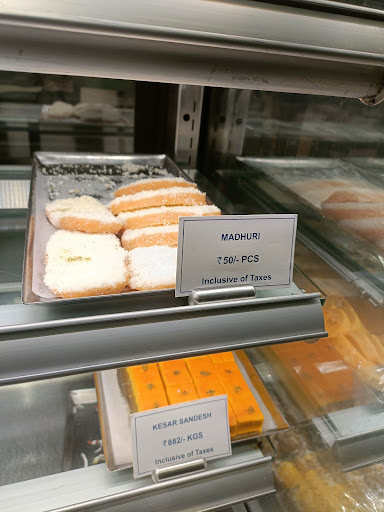 MADHURI
₹50/- PCS
Inclusive of Taxes
KESAR SANDESH
₹882/- KGS
Inclusive of Taxes